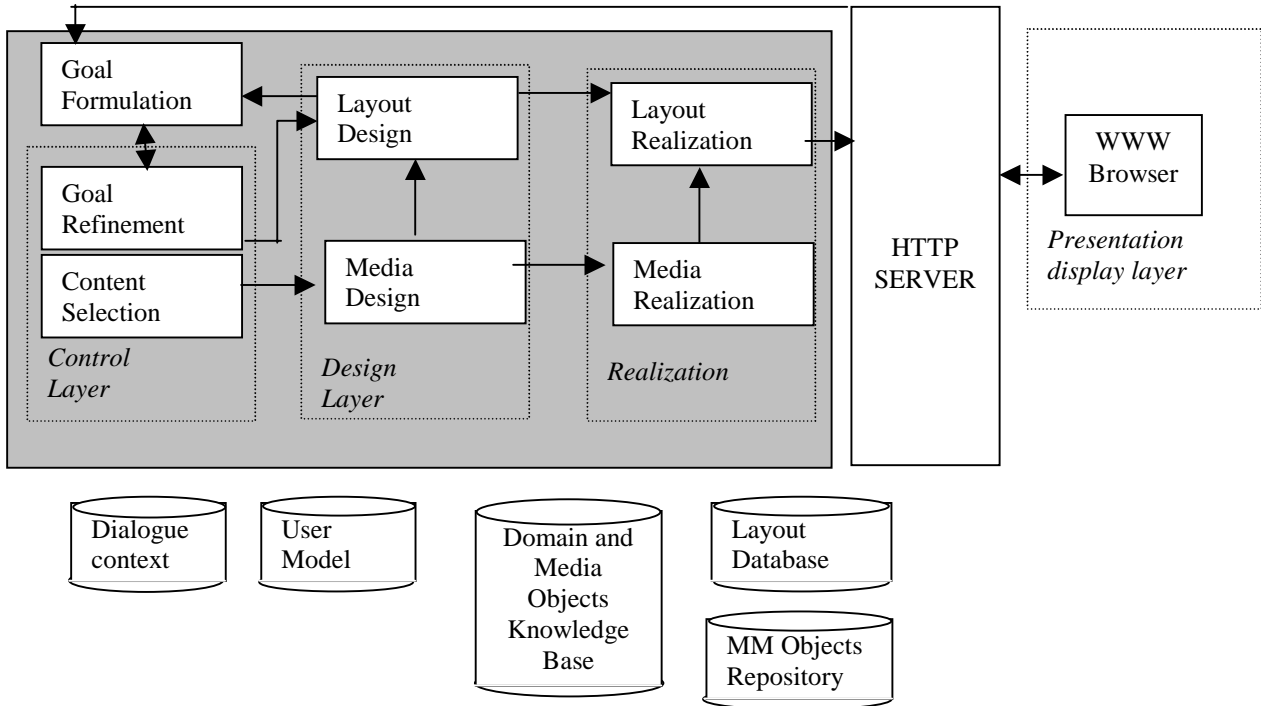 Goal
Formulation
Goal
Refinement
Content
Selection
Control
Layer
Layout
Design
Media
Design
Design
Layer
Layout
Realization
Media
Realization
Realization
HTTP
SERVER
WWW
Browser
Presentation
display layer
Dialogue
context
User
Model
Domain and
Media
Objects
Knowledge
Base
Layout
Database
MM Objects
Repository